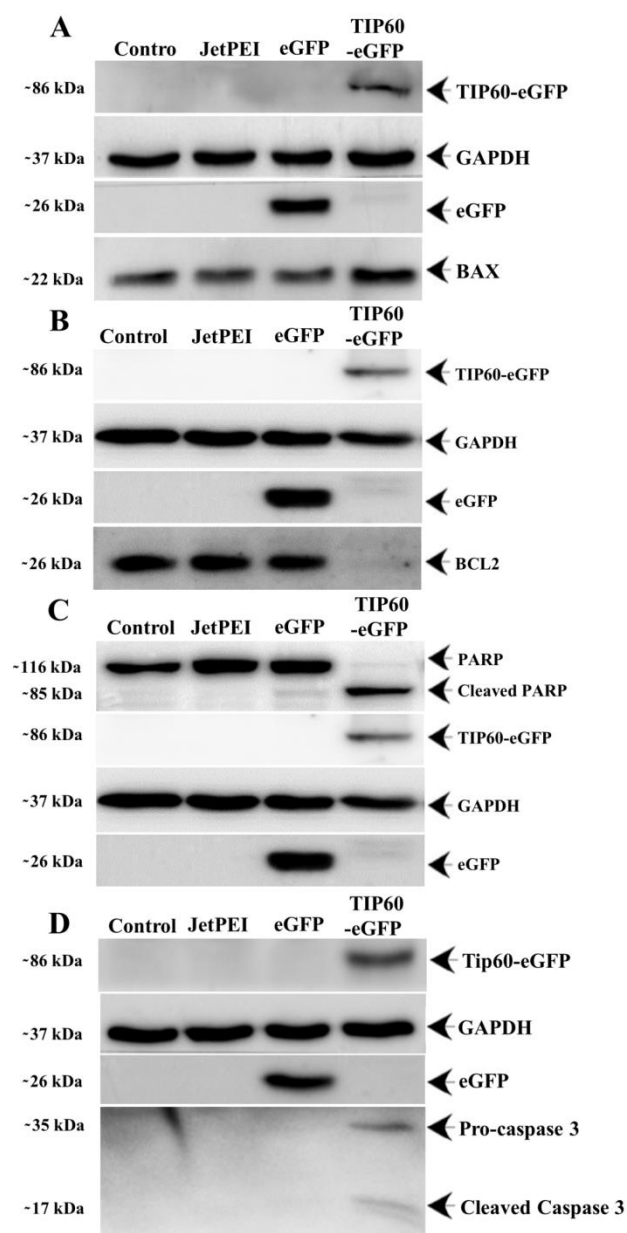 A
Contro JetPEI eGFP TIP60
-eGFP
~86 kDa TIP60-eGFP
~37 kDa GAPDH
~26 kDa eGFP
~22 kDa BAX
B
Control JetPEI eGFP TIP60
-eGFP
~86 kDa TIP60-eGFP
~37 kDa GAPDH
~26 kDa eGFP
~26 kDa BCL2
C
Control JetPEI eGFP TIP60
-eGFP
~116 kDa PARP
~85 kDa Cleaved PARP
~86 kDa TIP60-eGFP
~37 kDa GAPDH
~26 kDa eGFP
D
Control JetPEI eGFP TIP60
-eGFP
~86 kDa Tip60-eGFP
~37 kDa GAPDH
~26 kDa eGFP
~35 kDa Pro-caspase 3
~17 kDa Cleaved Caspase 3